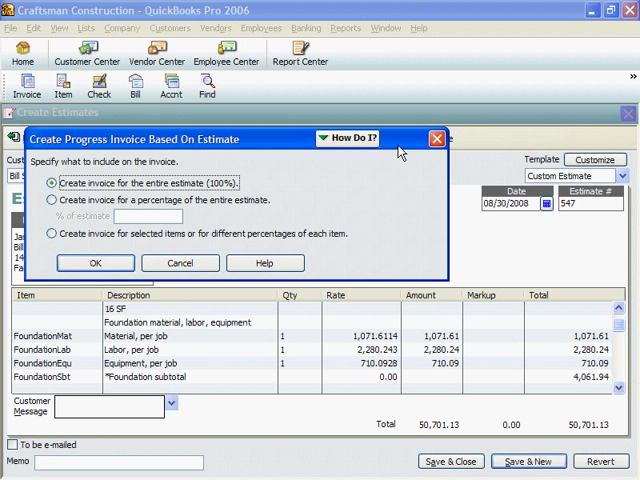 Craftsman Construction - QuickBooks Pro 2006
File Edit View Lists Company Customers Vendors Employees Banking Reports Window Help
Home Customer Center Vendor Center Employee Center Report Center
Invoice Item Check Bill Accnt Find
Create Estimates
Create Progress Invoice Based On Estimate How Do I?
Specify what to include on the invoice.
Create invoice for the entire estimate (100%).
Create invoice for a percentage of the entire estimate.
% of estimate
Create invoice for selected items or for different percentages of each item.
OK Cancel Help
Template Customize
Custom Estimate
Date Estimate #
08/30/2008 547
Item Description Qty Rate Amount Markup Total
16 SF
Foundation material, labor, equipment
FoundationMat Material, per job 1 1,071.6114 1,071.61 1,071.61
FoundationLab Labor, per job 1 2,280.243 2,280.24 2,280.24
FoundationEqu Equipment, per job 1 710.0928 710.09 710.09
FoundationSbt *Foundation subtotal 0.00 4,061.94
Customer Message
Total 50,701.13 0.00 50,701.13
To be e-mailed
Memo
Save & Close Save & New Revert